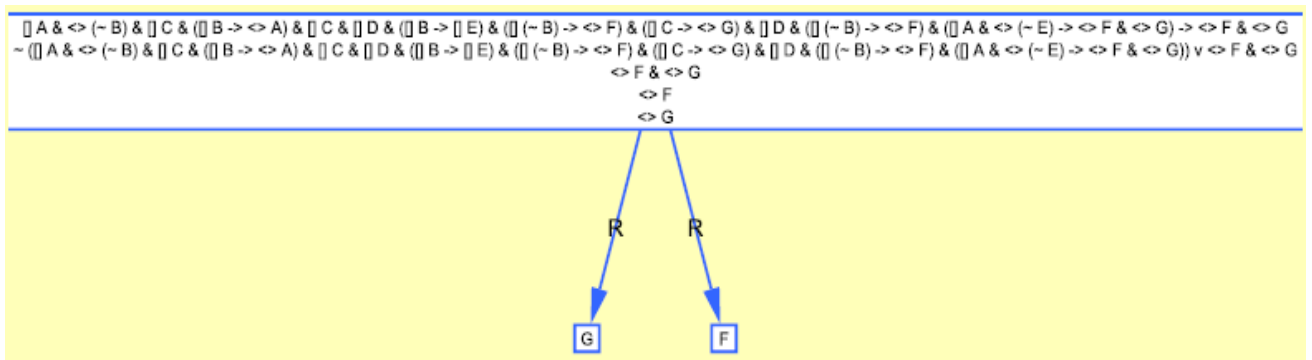 [] A & <> (~ B) & [] C & ([] B -> <> A) & [] C & [] D & ([] B -> [] E) & ([] (~ B) -> <> F) & ([] C -> <> G) & [] D & ([] (~ B) -> <> F) & ([] A & <> (~ E) -> <> F & <> G) -> <> F & <> G
~ ([] A & <> (~ B) & [] C & ([] B -> <> A) & [] C & [] D & ([] B -> [] E) & ([] (~ B) -> <> F) & ([] C -> <> G) & [] D & ([] (~ B) -> <> F) & ([] A & <> (~ E) -> <> F & <> G)) v <> F & <> G
<> F & <> G
<> F
<> G
R R
G F